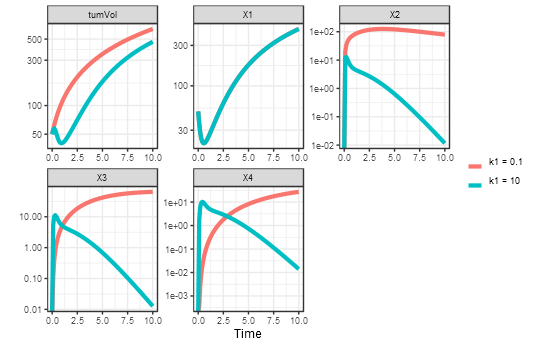 tumVol X1 X2
500
300
100
50
300
100
30
1e+02
1e+01
1e+00
1e-01
1e-02
0.0 2.5 5.0 7.5 10.0
0.0 2.5 5.0 7.5 10.0
0.0 2.5 5.0 7.5 10.0
k1 = 0.1
k1 = 10
X3 X4
10.00
1.00
0.10
0.01
1e+01
1e+00
1e-01
1e-02
1e-03
0.0 2.5 5.0 7.5 10.0
0.0 2.5 5.0 7.5 10.0
Time